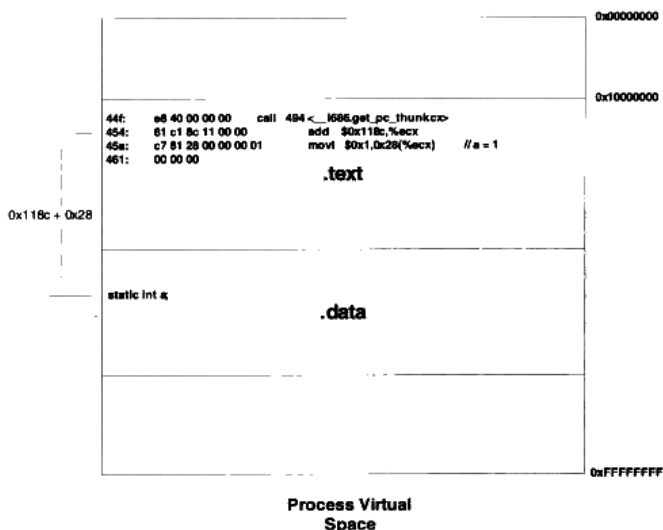 0x00000000
0x10000000
44f: e8 40 00 00 00 call 494 <__i686.get_pc_thunk.cx>
454: 81 c1 8c 11 00 00 add $0x118c,%ecx
45a: c7 81 28 00 00 00 01 movl $0x1,0x28(%ecx) // a = 1
461: 00 00 00
.text
0x118c + 0x28
static int a;
.data
0xFFFFFFFF
Process Virtual
Space